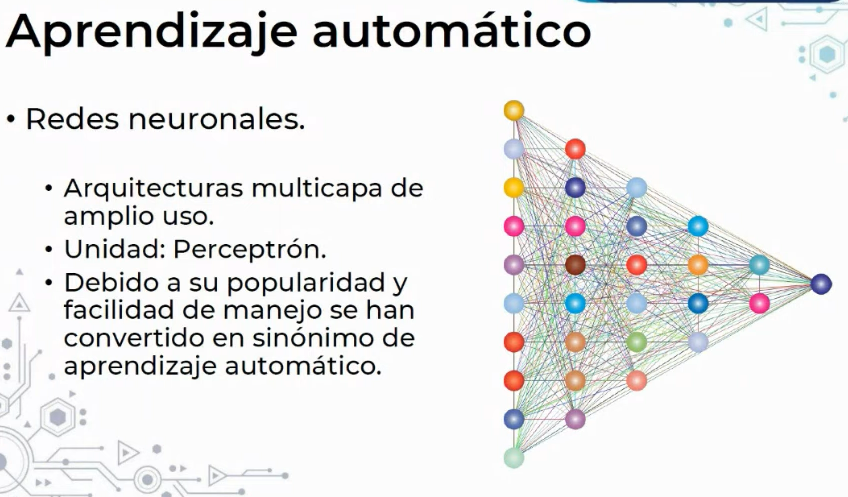 Aprendizaje automático
• Redes neuronales.
• Arquitecturas multicapa de
amplio uso.
• Unidad: Perceptrón.
• Debido a su popularidad y
facilidad de manejo se han
convertido en sinónimo de
aprendizaje automático.